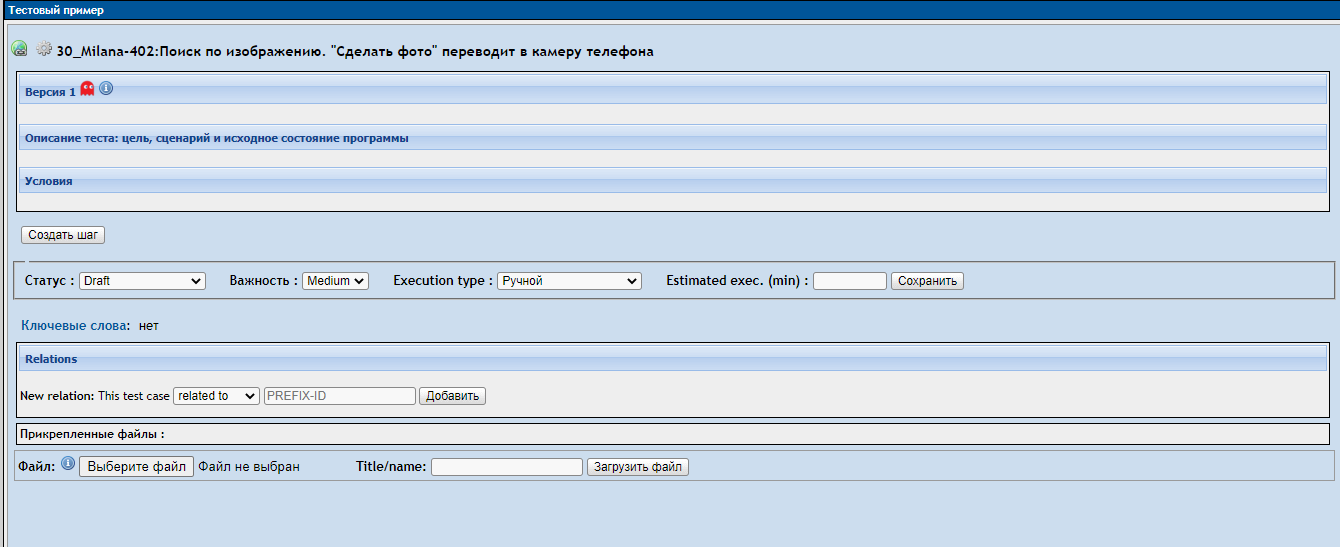 Тестовый пример
30_Milana-402:Поиск по изображению. "Сделать фото" переводит в камеру телефона
Версия 1
Описание теста: цель, сценарий и исходное состояние программы
Условия
Создать шаг
Статус : Draft Важность : Medium Execution type : Ручной Estimated exec. (min) : Сохранить
Ключевые слова: нет
Relations
New relation: This test case related to PREFIX-ID Добавить
Прикрепленные файлы :
Файл: Выберите файл Файл не выбран Title/name: Загрузить файл